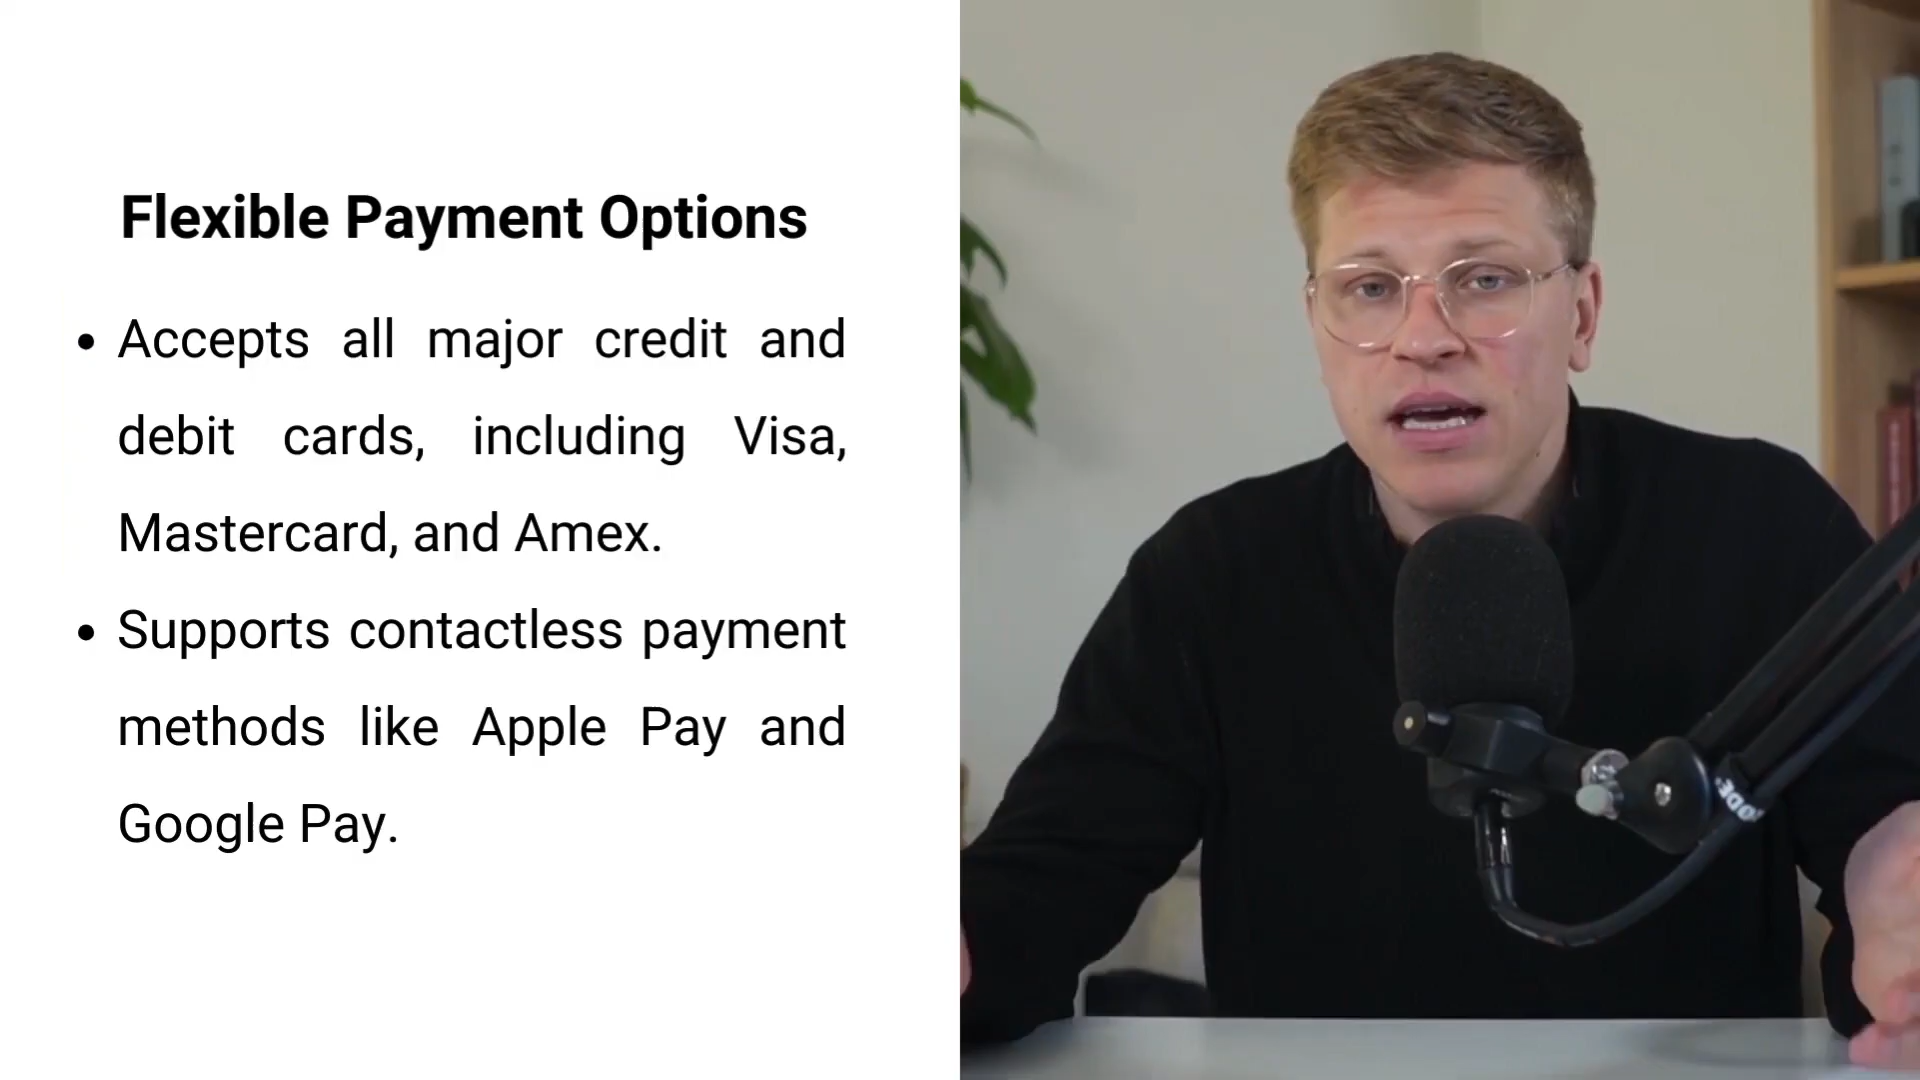 Flexible Payment Options
• Accepts all major credit and
debit cards, including Visa,
Mastercard, and Amex.
• Supports contactless payment
methods like Apple Pay and
Google Pay.